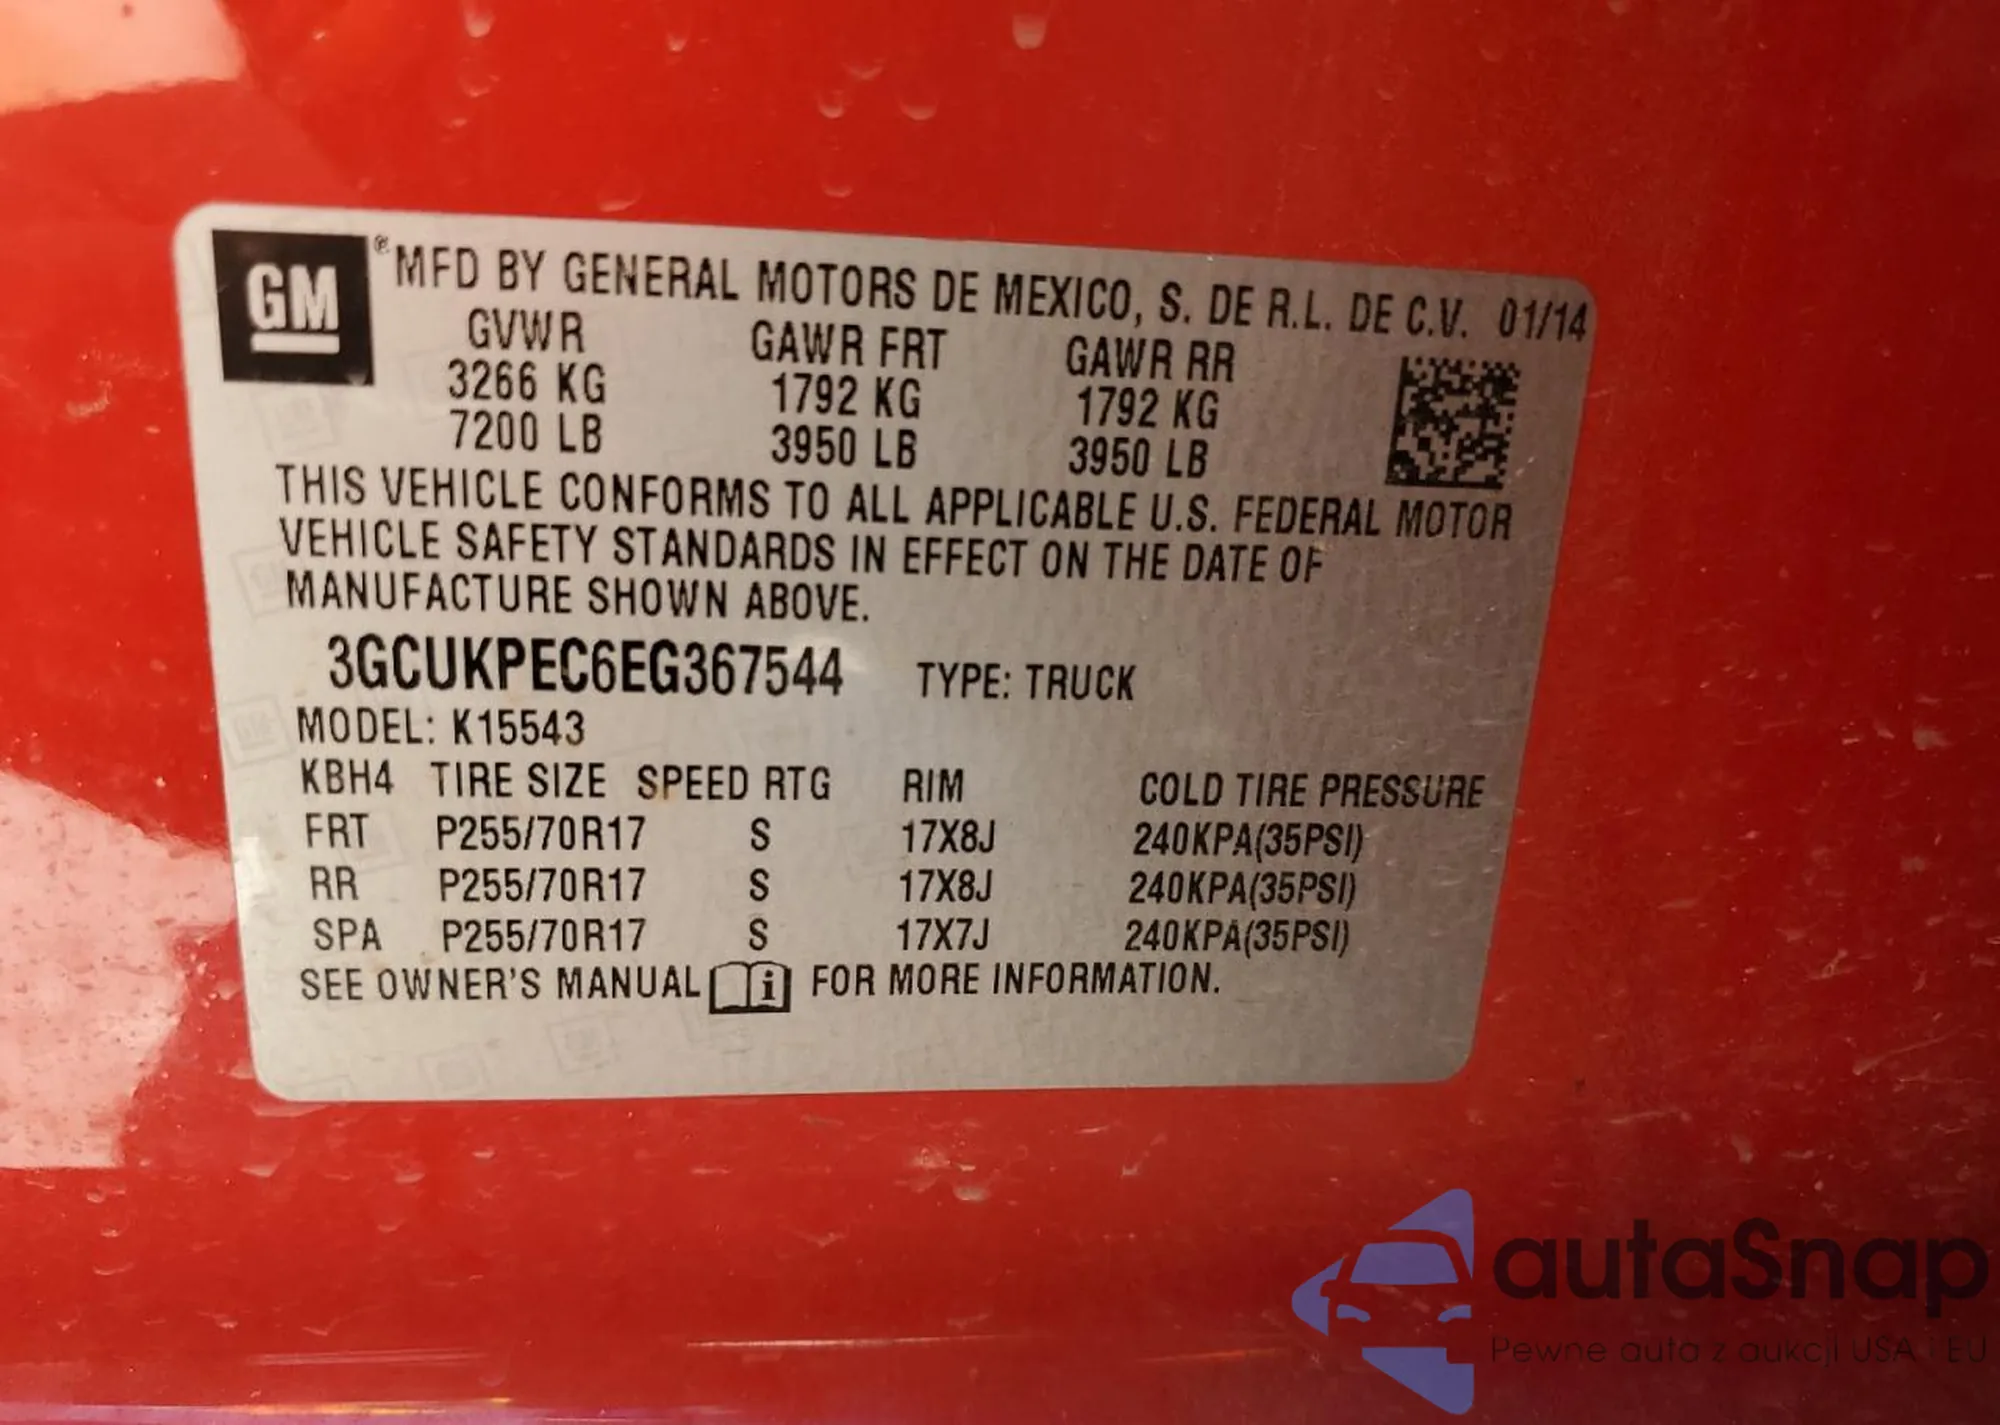 GM ® MFD BY GENERAL MOTORS DE MEXICO, S. DE R.L. DE C.V. 01/14
GVWR GAWR FRT GAWR RR
3266 KG 1792 KG 1792 KG
7200 LB 3950 LB 3950 LB
THIS VEHICLE CONFORMS TO ALL APPLICABLE U.S. FEDERAL MOTOR
VEHICLE SAFETY STANDARDS IN EFFECT ON THE DATE OF
MANUFACTURE SHOWN ABOVE.
3GCUKPEC6EG367544 TYPE: TRUCK
MODEL: K15543
KBH4 TIRE SIZE SPEED RTG RIM COLD TIRE PRESSURE
FRT P255/70R17 S 17X8J 240KPA(35PSI)
RR P255/70R17 S 17X8J 240KPA(35PSI)
SPA P255/70R17 S 17X7J 240KPA(35PSI)
SEE OWNER'S MANUAL i FOR MORE INFORMATION.
autaSnap
Pewne auta z aukcji USA i EU